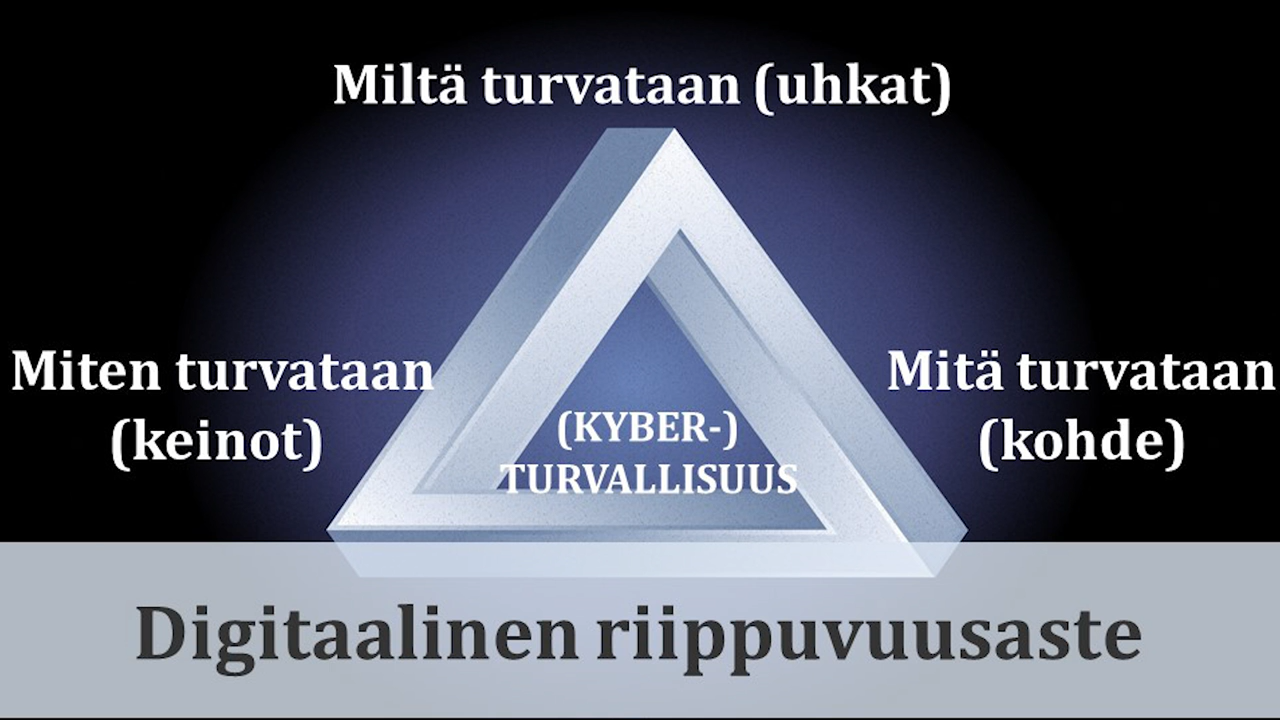 Miltä turvataan (uhkat)
Miten turvataan
(keinot)
Mitä turvataan
(kohde)
(KYBER-)
TURVALLISUUS
Digitaalinen riippuvuusaste